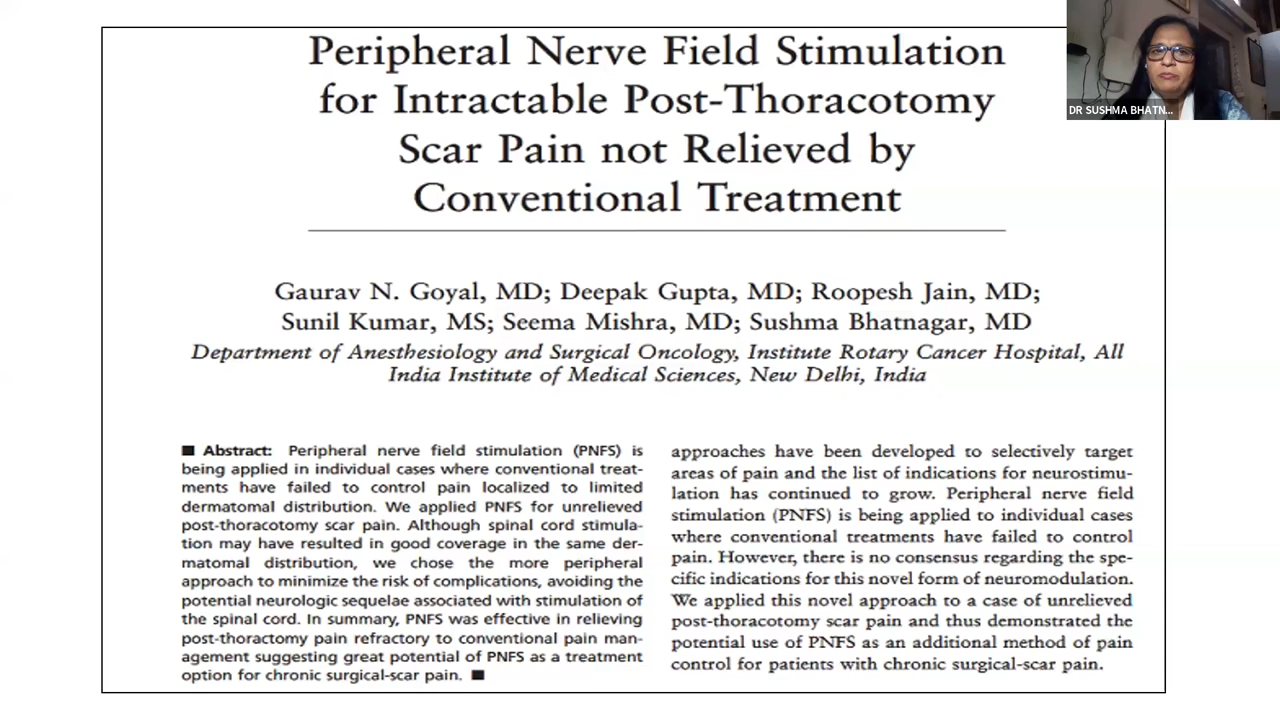 Peripheral Nerve Field Stimulation
for Intractable Post-Thoracotomy
Scar Pain not Relieved by
Conventional Treatment
DR SUSHMA BHATN...
Gaurav N. Goyal, MD; Deepak Gupta, MD; Roopesh Jain, MD;
Sunil Kumar, MS; Seema Mishra, MD; Sushma Bhatnagar, MD
Department of Anesthesiology and Surgical Oncology, Institute Rotary Cancer Hospital, All
India Institute of Medical Sciences, New Delhi, India
■ Abstract: Peripheral nerve field stimulation (PNFS) is
being applied in individual cases where conventional treat-
ments have failed to control pain localized to limited
dermatomal distribution. We applied PNFS for unrelieved
post-thoracotomy scar pain. Although spinal cord stimula-
tion may have resulted in good coverage in the same der-
matomal distribution, we chose the more peripheral
approach to minimize the risk of complications, avoiding the
potential neurologic sequelae associated with stimulation of
the spinal cord. In summary, PNFS was effective in relieving
post-thoractomy pain refractory to conventional pain man-
agement suggesting great potential of PNFS as a treatment
option for chronic surgical-scar pain. ■
approaches have been developed to selectively target
areas of pain and the list of indications for neurostimu-
lation has continued to grow. Peripheral nerve field
stimulation (PNFS) is being applied to individual cases
where conventional treatments have failed to control
pain. However, there is no consensus regarding the spe-
cific indications for this novel form of neuromodulation.
We applied this novel approach to a case of unrelieved
post-thoracotomy scar pain and thus demonstrated the
potential use of PNFS as an additional method of pain
control for patients with chronic surgical-scar pain.